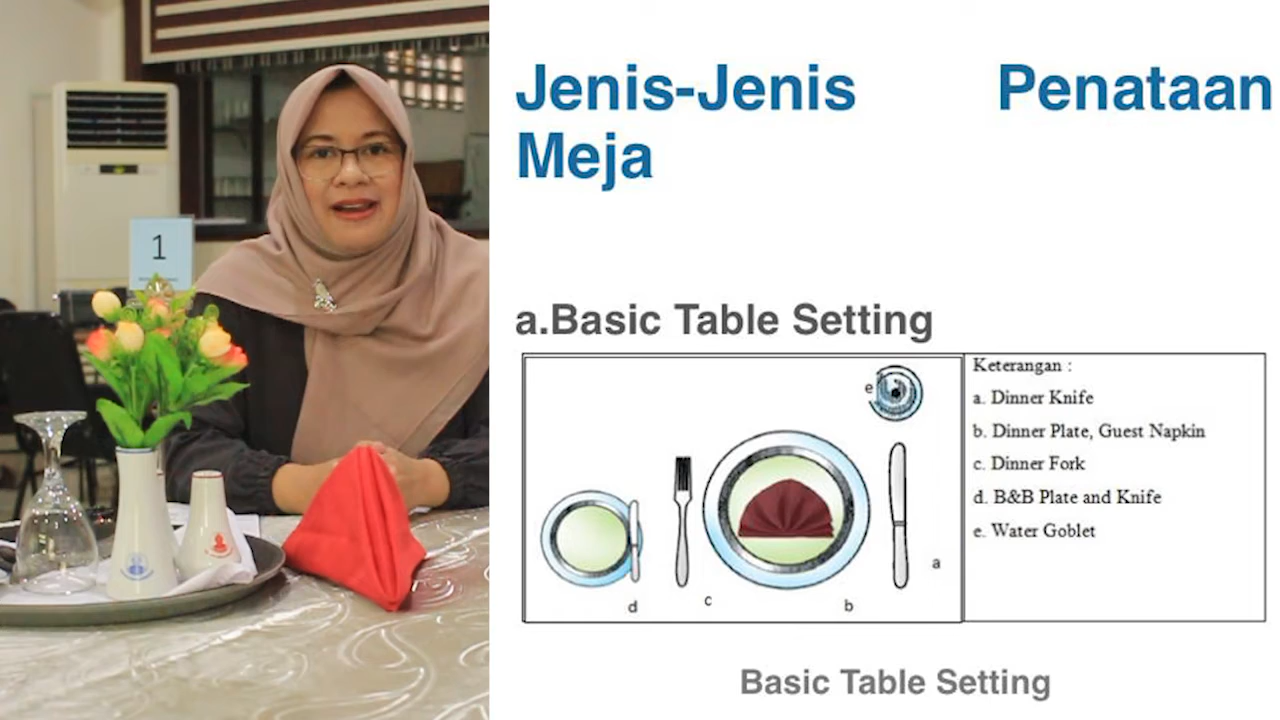 1
Jenis-Jenis Penataan
Meja
a.Basic Table Setting
e
d
c
b
a
Keterangan :
a. Dinner Knife
b. Dinner Plate, Guest Napkin
c. Dinner Fork
d. B&B Plate and Knife
e. Water Goblet
Basic Table Setting